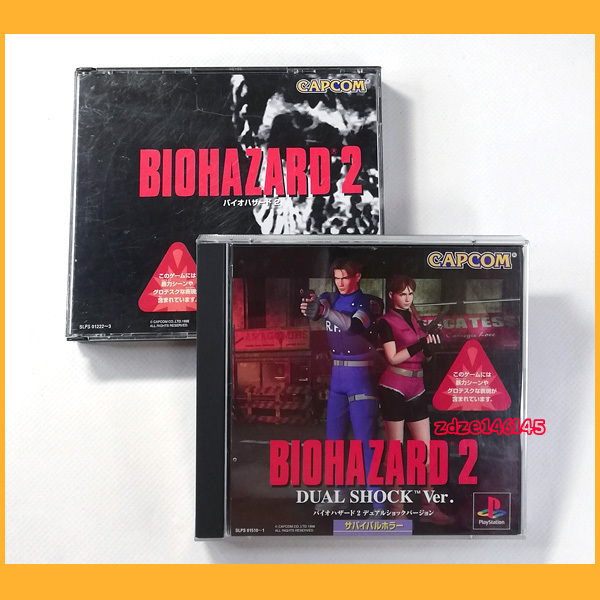 CAPCOM
BIOHAZARD® 2
バイオハザード 2
このゲームには
暴力シーンや
グロテスクな表現が
含まれています。
SLPS 01222~3
© CAPCOM CO.,LTD 1998
ALL RIGHTS RESERVED.
CAPCOM
R.P.
CATES
このゲームには
暴力シーンや
グロテスクな表現が
含まれています。
zdze146145
BIOHAZARD 2
DUAL SHOCK™ Ver.
バイオハザード 2 デュアルショックバージョン
サバイバルホラー
SLPS 01510~1
© CAPCOM CO.,LTD 1998
ALL RIGHTS RESERVED.
PlayStation